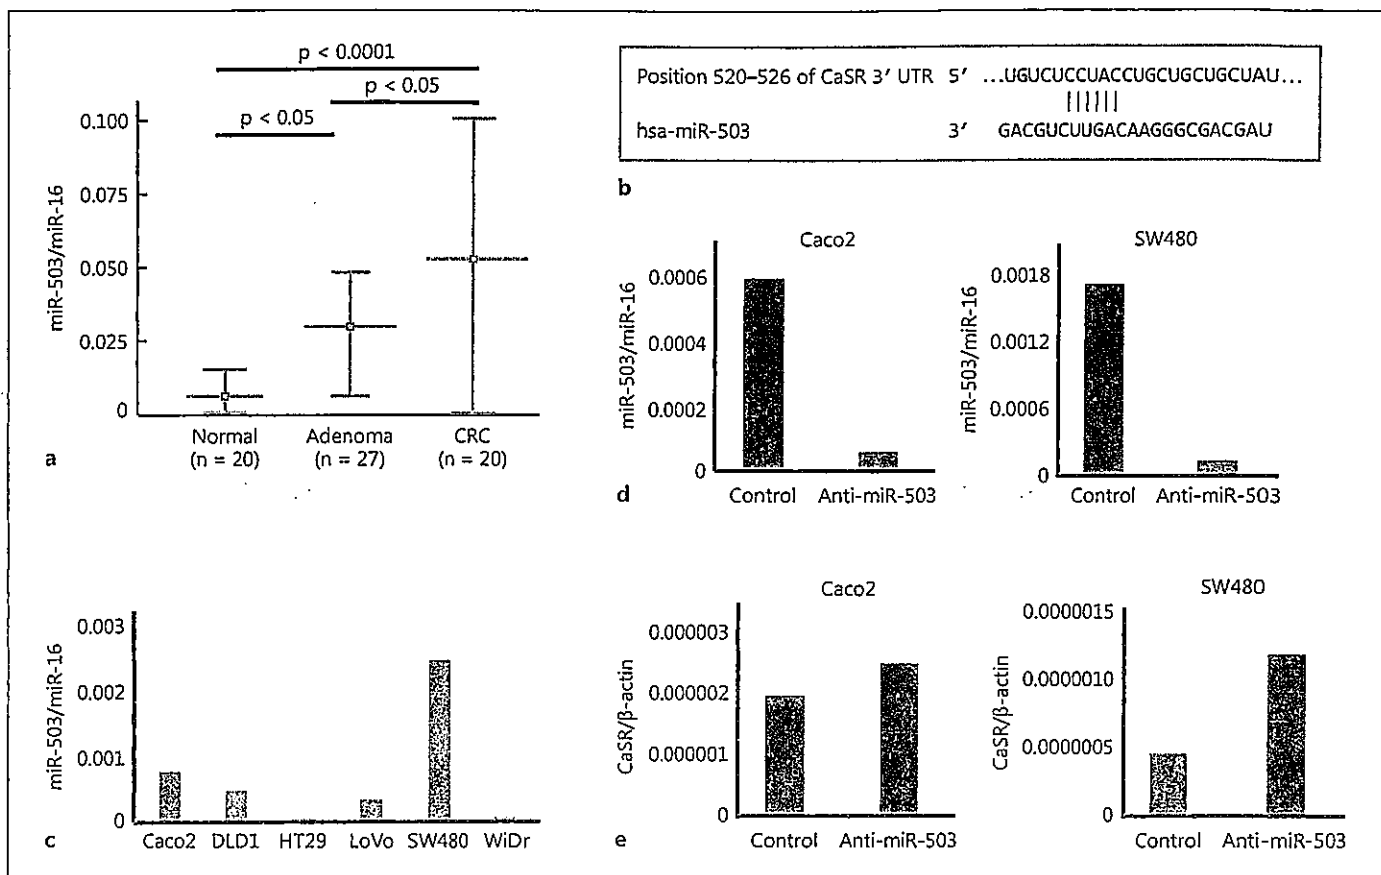 p < 0.0001
p < 0.05
p < 0.05
miR-503/miR-16
0.100
0.075
0.050
0.025
0
Normal Adenoma CRC
(n = 20) (n = 27) (n = 20)
a
Position 520–526 of CaSR 3′ UTR 5′ ...UGUCUCCUACCUGCUGCUGCUAU...
||||||
hsa-miR-503 3′ GACGUCUUGACAAGGGCGACGAU
b
miR-503/miR-16
0.003
0.002
0.001
0
Caco2 DLD1 HT29 LoVo SW480 WiDr
c
Caco2
miR-503/miR-16
0.0006
0.0004
0.0002
0
Control Anti-miR-503
SW480
miR-503/miR-16
0.0018
0.0012
0.0006
0
Control Anti-miR-503
d
Caco2
CaSR/β-actin
0.000003
0.000002
0.000001
0
Control Anti-miR-503
SW480
CaSR/β-actin
0.0000015
0.0000010
0.0000005
0
Control Anti-miR-503
e